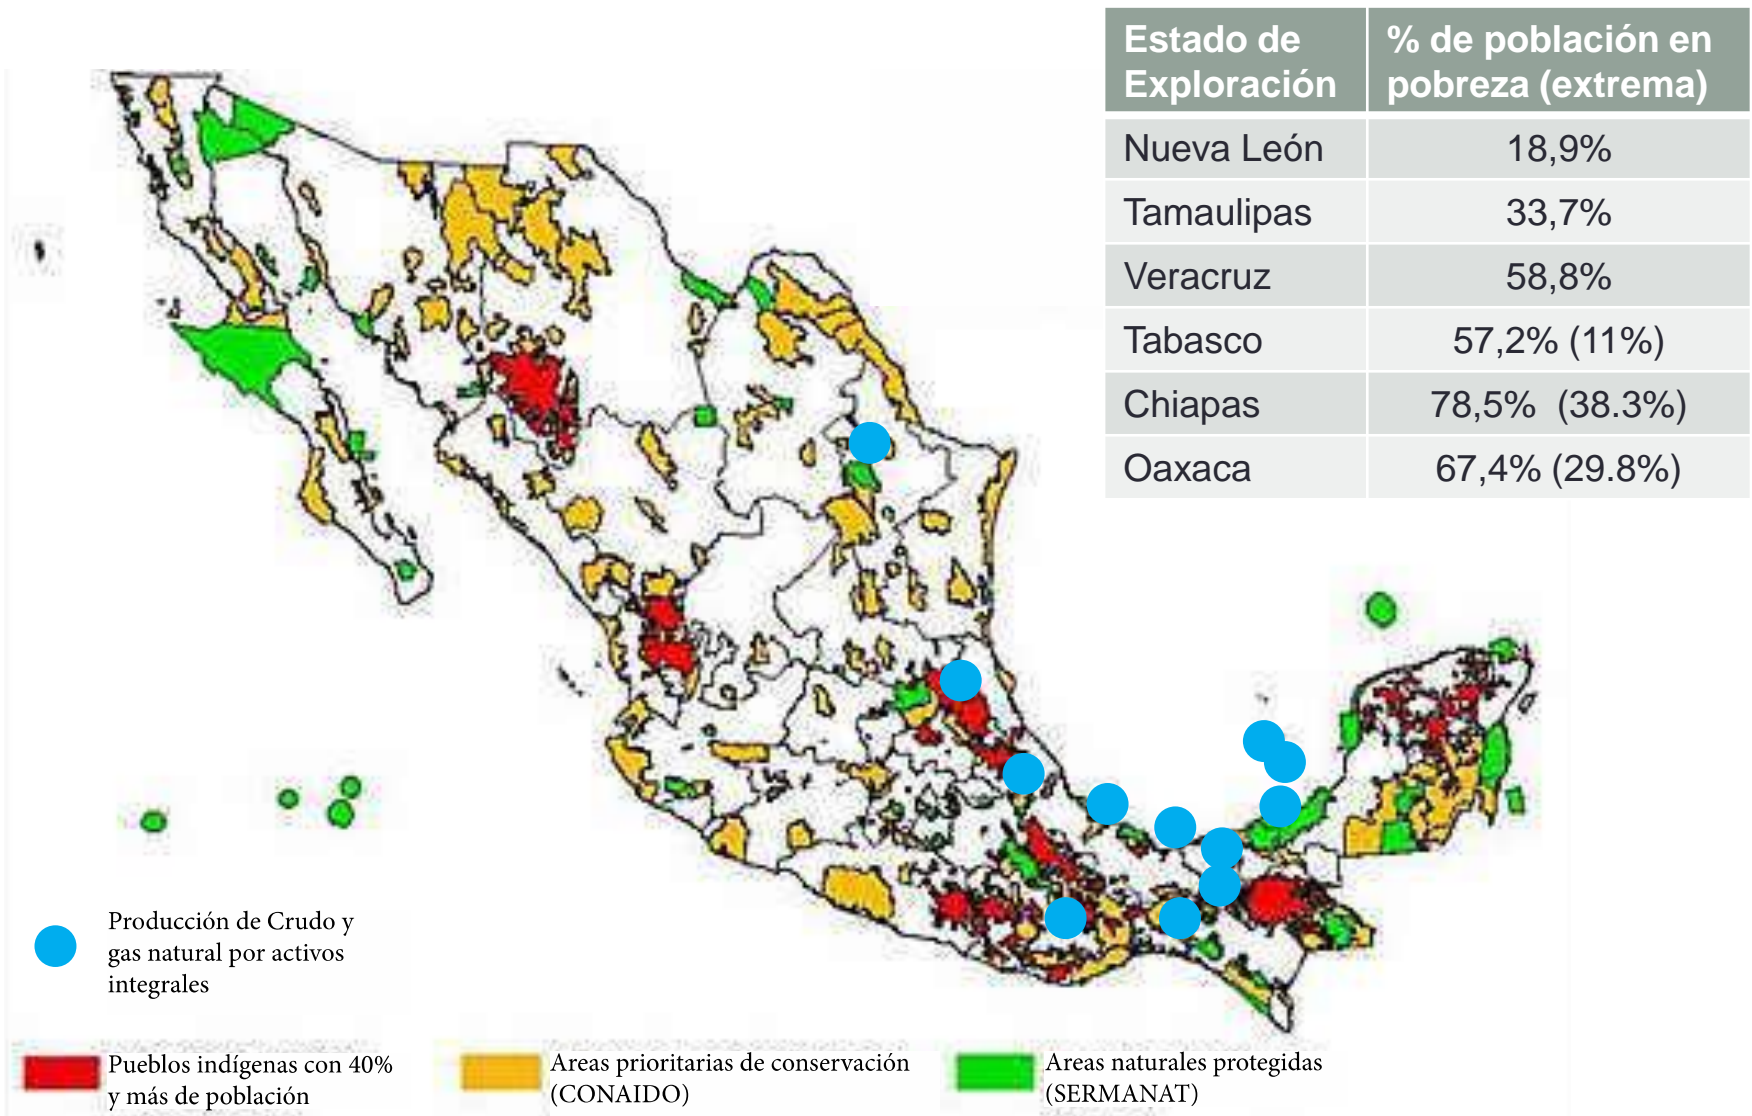 Estado de
Exploración
% de población en
pobreza (extrema)
Nueva León
18,9%
Tamaulipas
33,7%
Veracruz
58,8%
Tabasco
57,2% (11%)
Chiapas
78,5% (38.3%)
Oaxaca
67,4% (29.8%)
Producción de Crudo y
gas natural por activos
integrales
Pueblos indígenas con 40%
y más de población
Areas prioritarias de conservación
(CONAIDO)
Areas naturales protegidas
(SERMANAT)